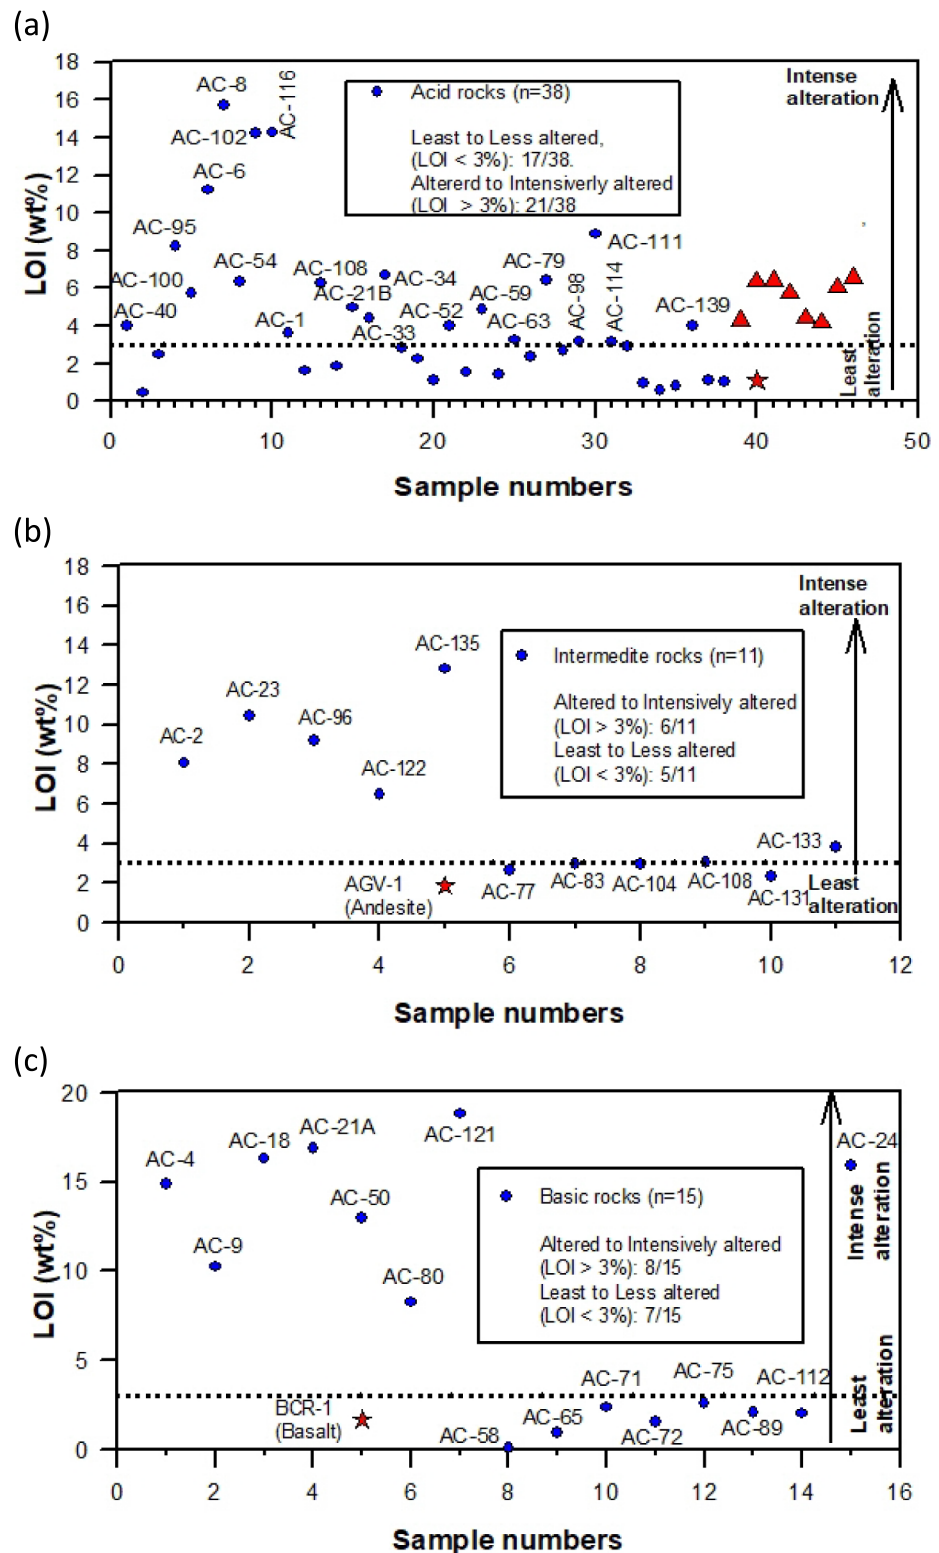 (a)
18
16
14
12
10
8
6
4
2
0
LOI (wt%)
AC-8
AC-116
AC-102
AC-6
AC-95
AC-54
AC-100
AC-40
AC-108
AC-34
AC-21B
AC-1
AC-33
AC-52
AC-59
AC-63
AC-79
AC-98
AC-111
AC-114
AC-139
Acid rocks (n=38)
Least to Less altered,
(LOI < 3%): 17/38.
Altererd to Intensiverly altered
(LOI > 3%): 21/38
Intense
alteration
Least
alteration
0 10 20 30 40 50
Sample numbers
(b)
18
16
14
12
10
8
6
4
2
0
LOI (wt%)
AC-2
AC-23
AC-96
AC-122
AC-135
Intermedite rocks (n=11)
Altered to Intensively altered
(LOI > 3%): 6/11
Least to Less altered
(LOI < 3%): 5/11
Intense
alteration
AC-133
AGV-1
(Andesite)
AC-77
AC-83
AC-104
AC-108
AC-131
Least
alteration
0 2 4 6 8 10 12
Sample numbers
(c)
20
15
10
5
0
LOI (wt%)
AC-4
AC-9
AC-18
AC-21A
AC-50
AC-80
AC-121
AC-24
Basic rocks (n=15)
Altered to Intensively altered
(LOI > 3%): 8/15
Least to Less altered
(LOI < 3%): 7/15
Intense
alteration
Least
alteration
BCR-1
(Basalt)
AC-58
AC-65
AC-71
AC-72
AC-75
AC-89
AC-112
0 2 4 6 8 10 12 14 16
Sample numbers